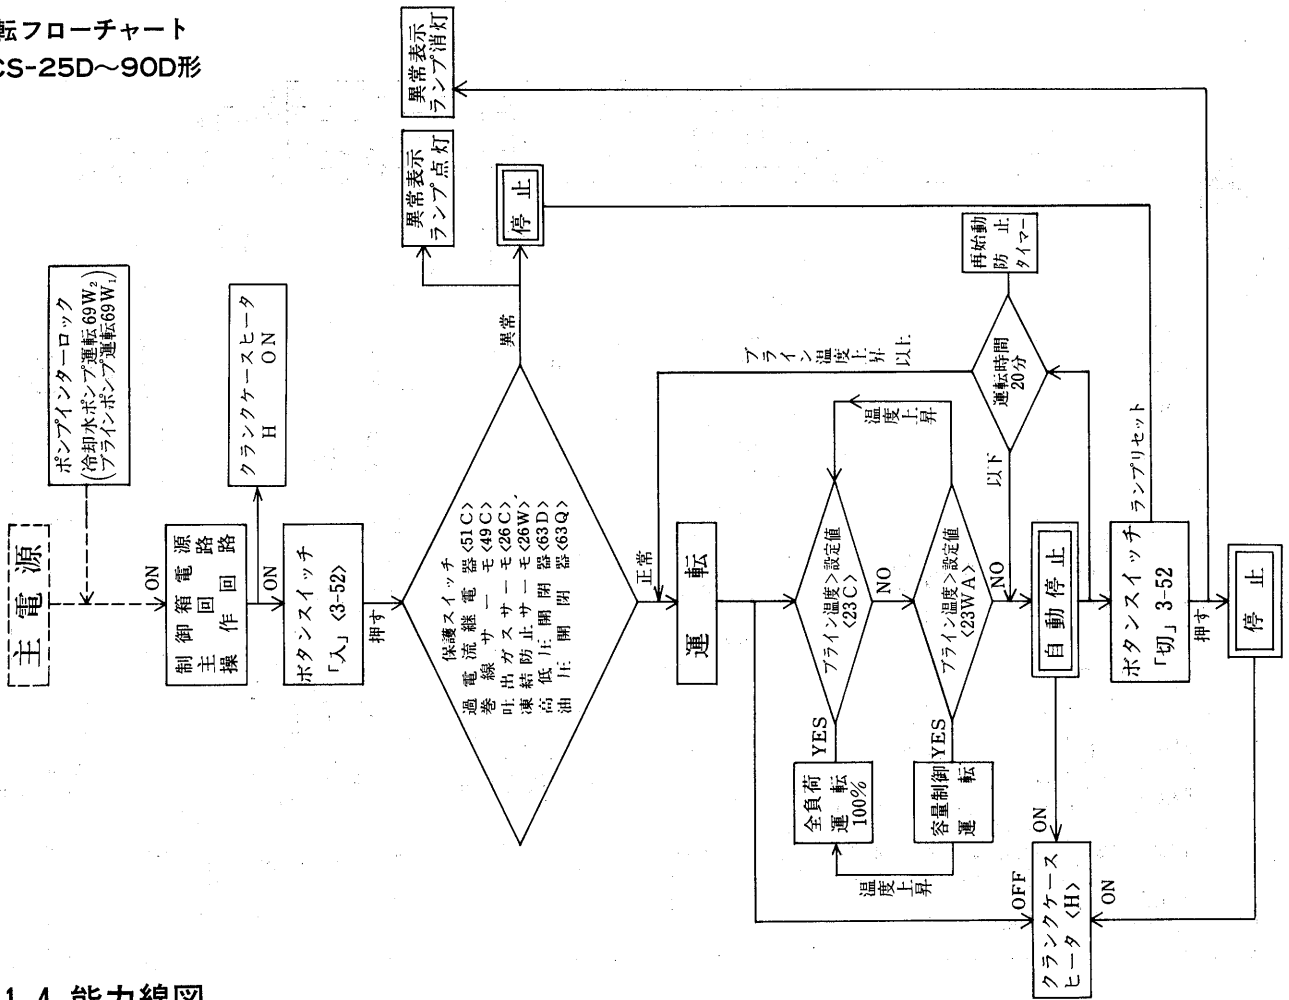 転フローチャート
CS-25D～90D形
主電源
ポンプインターロック
(冷却水ポンプ運転69W₂
ブラインポンプ運転69W₁)
ON
制御箱電源
主回路
操作回路
クランクケースヒータ
H ON
ON
ボタンスイッチ
「入」<3-52>
押す
保護スイッチ
過電流継電器<51C>
巻線サーモ<49C>
吐出ガスサーモ<26C>
凍結防止サーモ<26W>
高低圧開閉器<63D>
油圧開閉器<63Q>
異常
異常表示
ランプ点灯
異常表示
ランプ消灯
停止
正常
運転
ブライン温度>設定値
<23C>
YES
全負荷
運転
100%
NO
温度上昇
ブライン温度>設定値
<23WA>
YES
容量制御
運転
温度上昇
NO
自動停止
運転時間
20分
以下
以上
ブライン
温度上昇
再始動
防止
タイマー
ボタンスイッチ
「切」3-52
ランプリセット
押す
停止
OFF
ON
ON
クランクケース
ヒータ<H>
1.4 能力線図